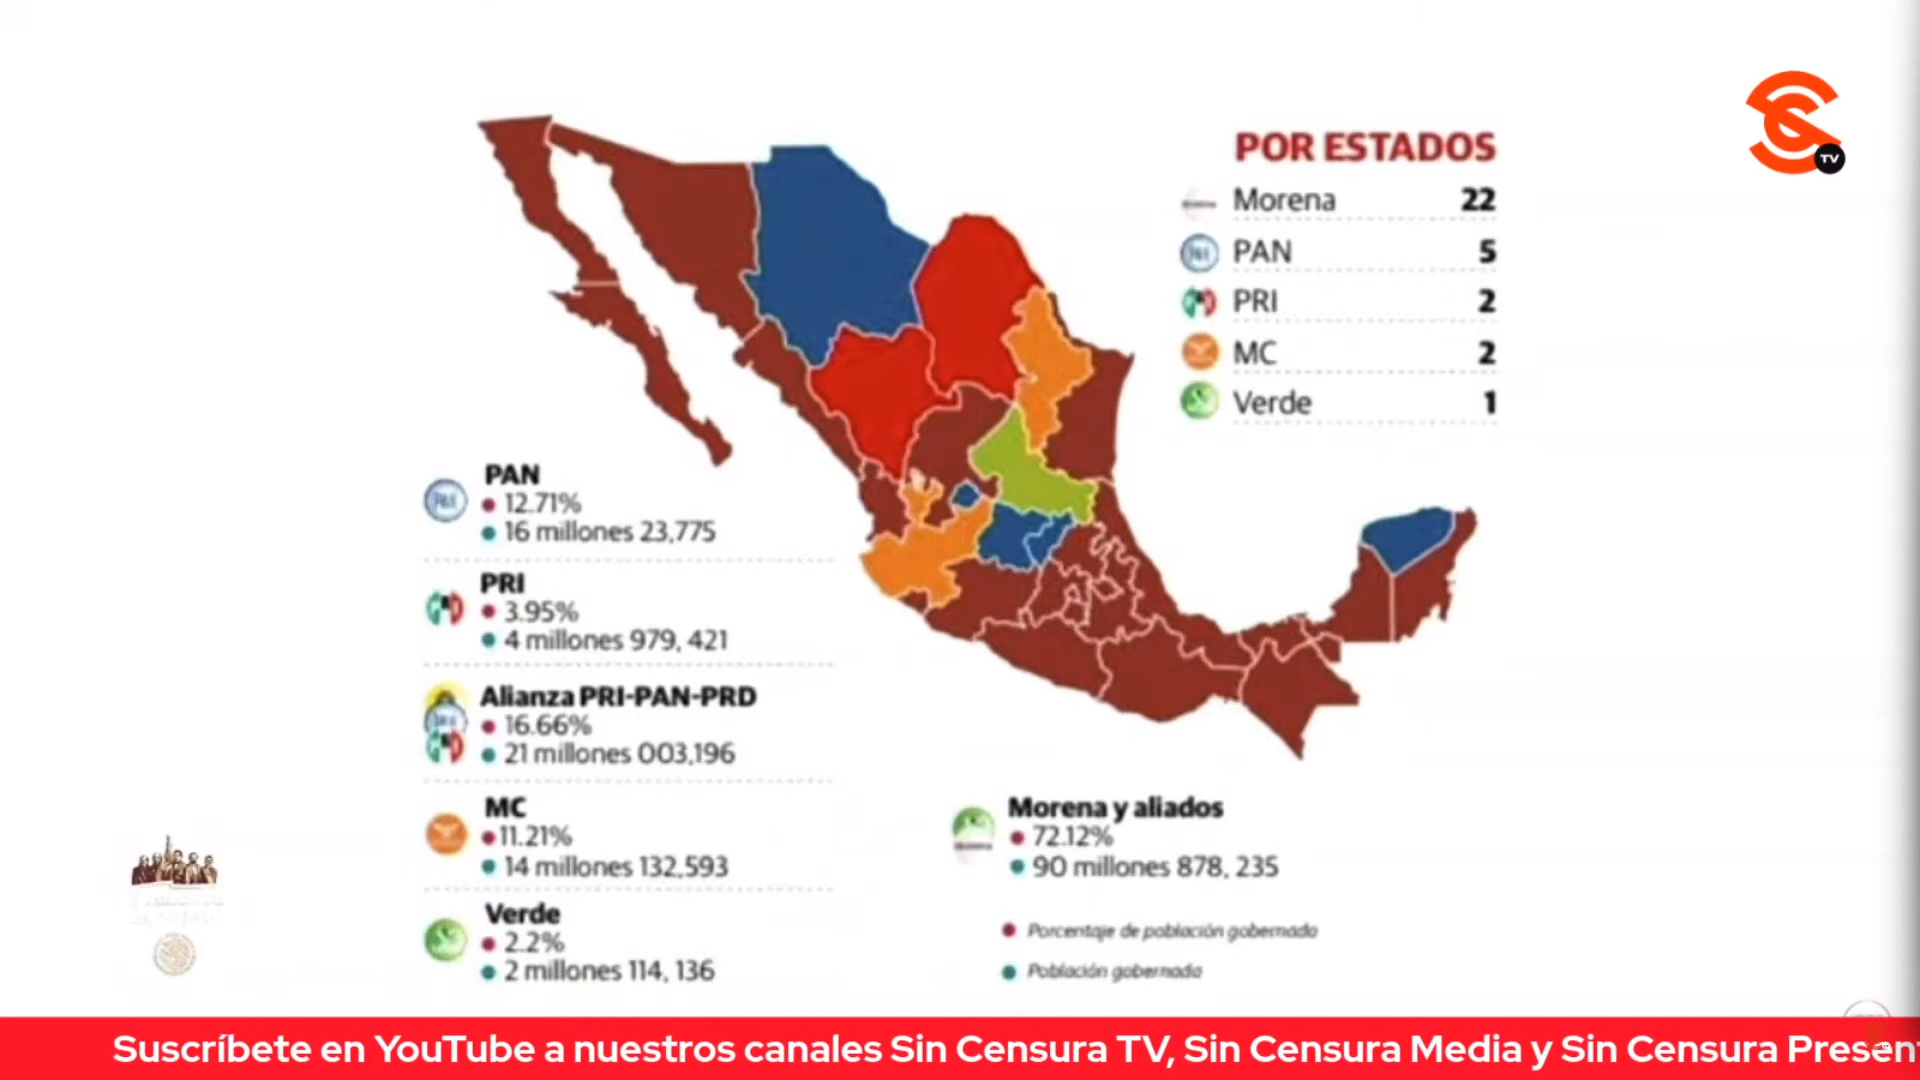 TV
POR ESTADOS
Morena 22
PAN 5
PRI 2
MC 2
Verde 1
PAN
12.71%
16 millones 23,775
PRI
3.95%
4 millones 979, 421
Alianza PRI-PAN-PRD
16.66%
21 millones 003,196
MC
11.21%
14 millones 132,593
Verde
2.2%
2 millones 114, 136
Morena y aliados
72.12%
90 millones 878, 235
Porcentaje de población gobernado
Población gobernada
Suscríbete en YouTube a nuestros canales Sin Censura TV, Sin Censura Media y Sin Censura Presen